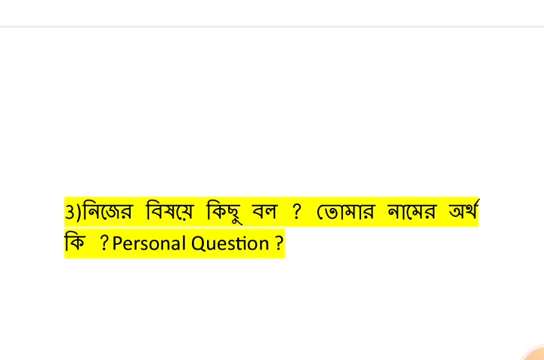 3)নিজের বিষয়ে কিছু বল ? তোমার নামের অর্থ
কি ?Personal Question ?